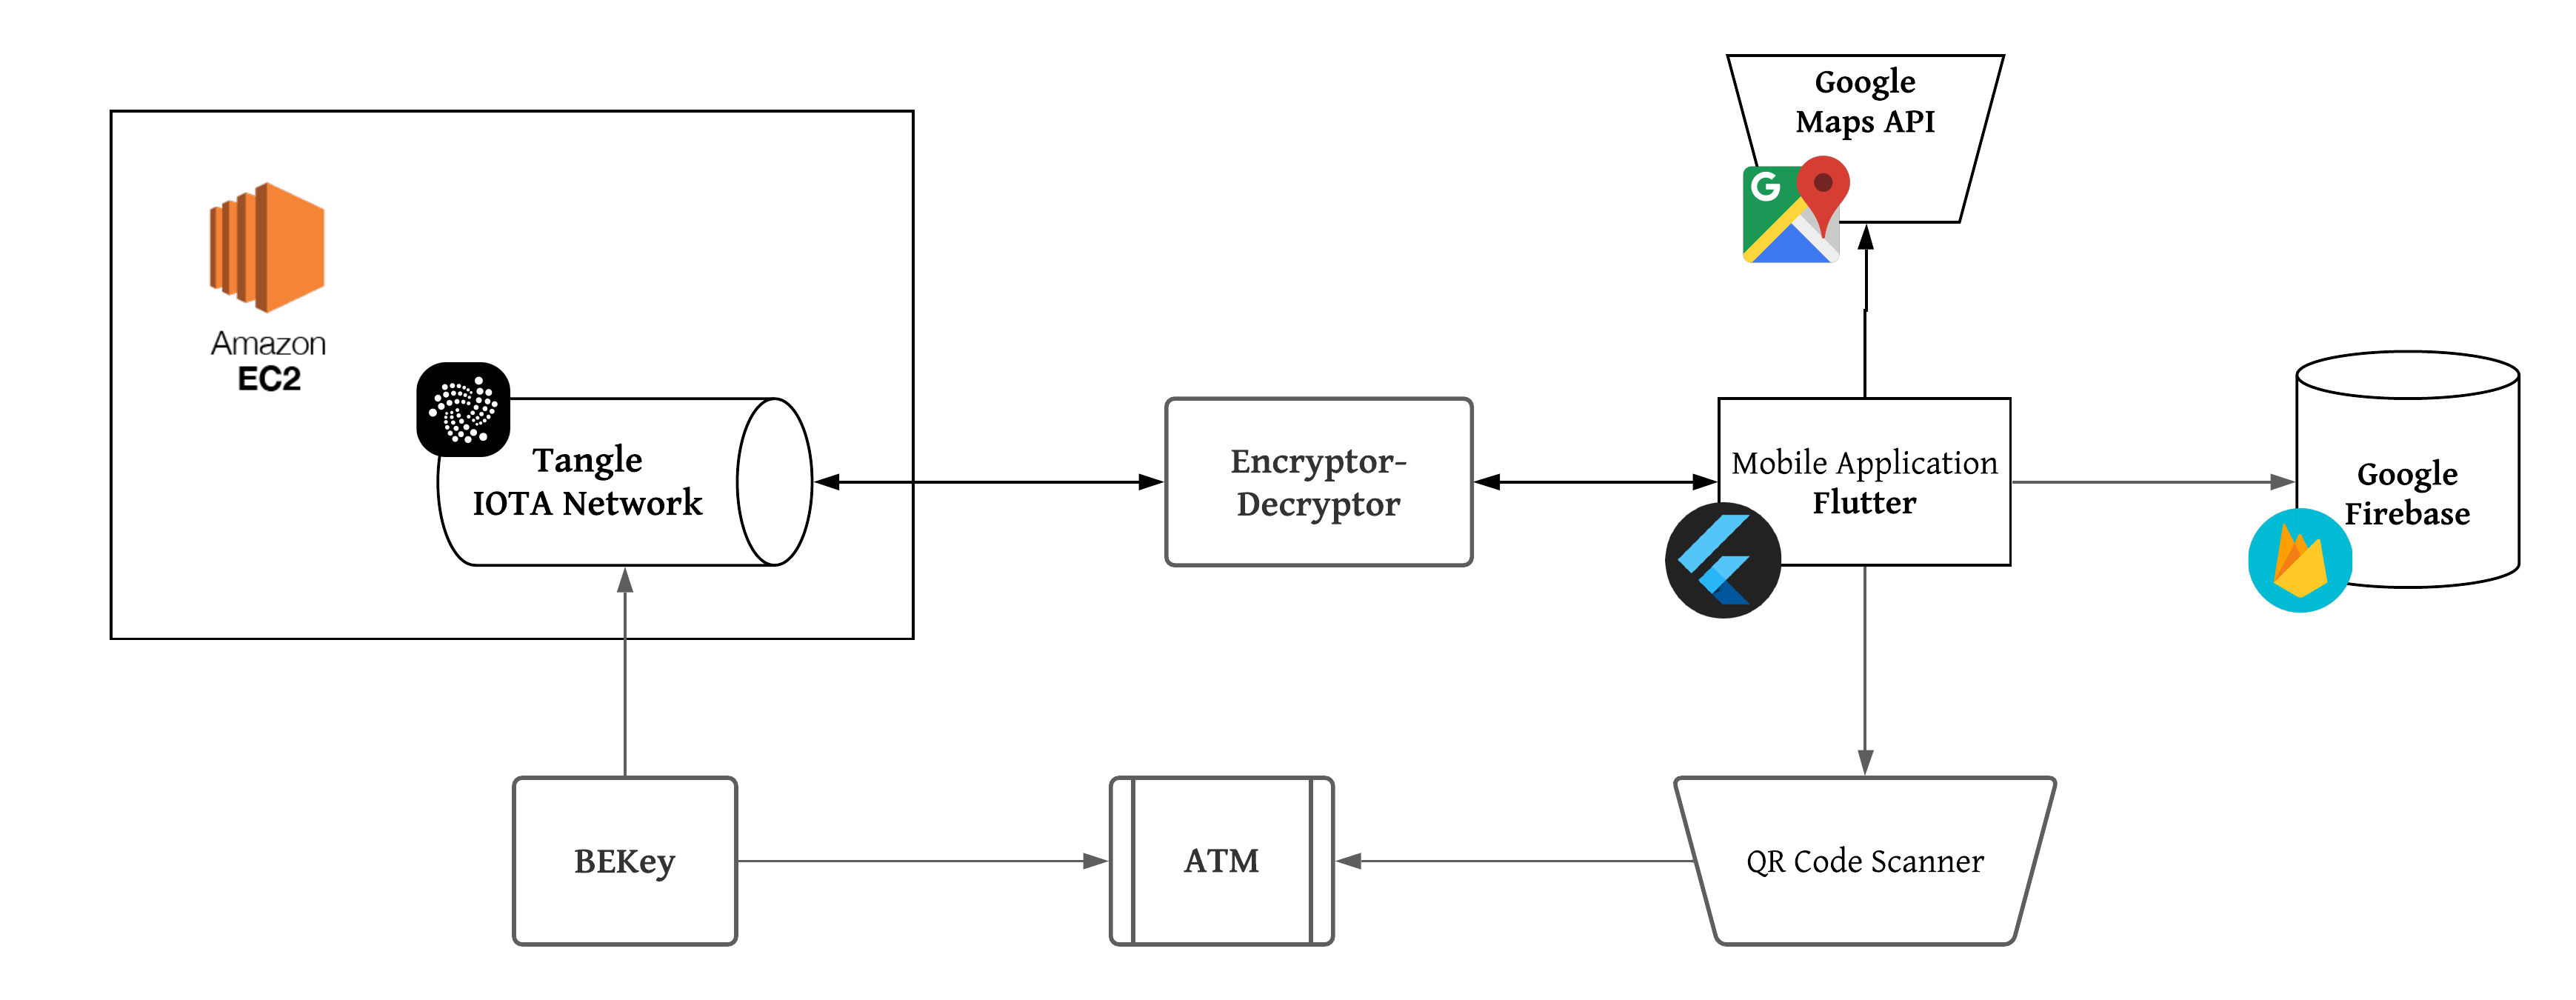 Google
Maps API
Amazon
EC2
Tangle
IOTA Network
Encryptor-
Decryptor
Mobile Application
Flutter
Google
Firebase
BEKey
ATM
QR Code Scanner